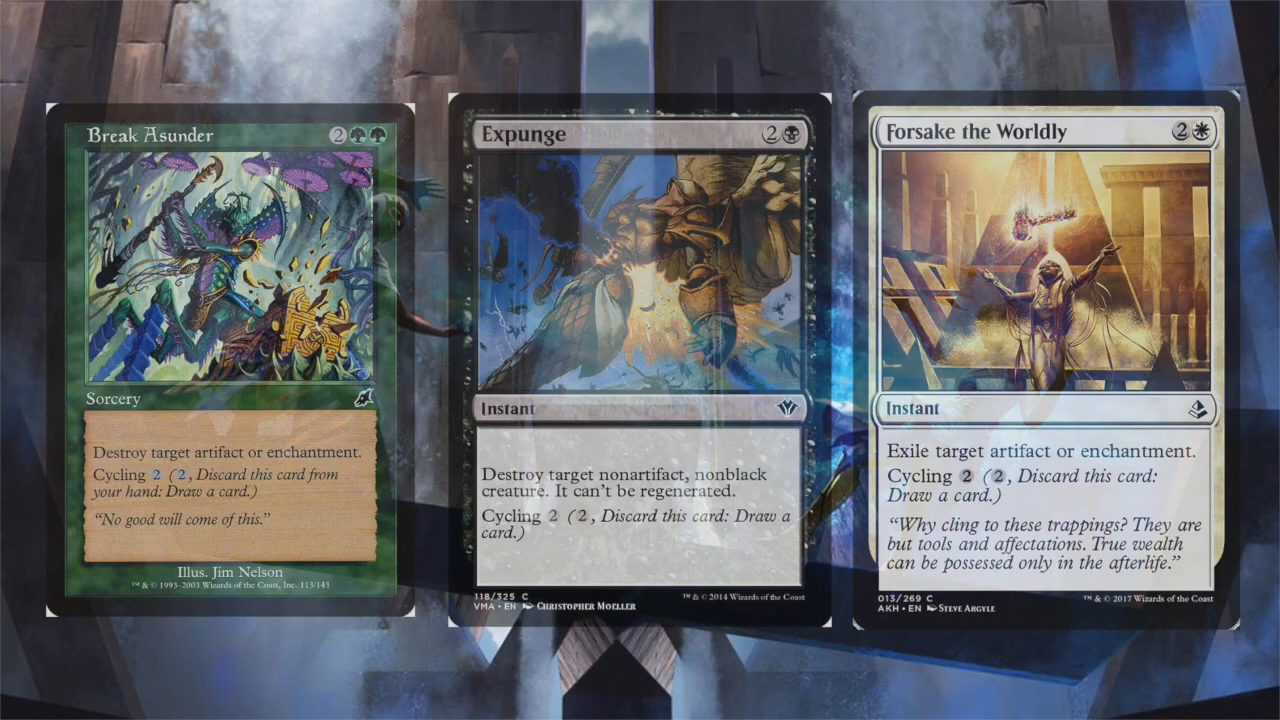 Break Asunder 2
Sorcery
Destroy target artifact or enchantment.
Cycling 2 (2, Discard this card from
your hand: Draw a card.)
"No good will come of this."
Illus. Jim Nelson
™ & © 1993-2003 Wizards of the Coast, Inc. 113/143
Expunge 2
Instant
Destroy target nonartifact, nonblack
creature. It can't be regenerated.
Cycling 2 (2, Discard this card: Draw a
card.)
118/325 C
VMA • EN Christopher Moeller
™ & © 2014 Wizards of the Coast
Forsake the Worldly 2
Instant
Exile target artifact or enchantment.
Cycling 2 (2, Discard this card:
Draw a card.)
"Why cling to these trappings? They are
but tools and affectations. True wealth
can be possessed only in the afterlife."
013/269 C
AKH • EN Steve Argyle
™ & © 2017 Wizards of the Coast